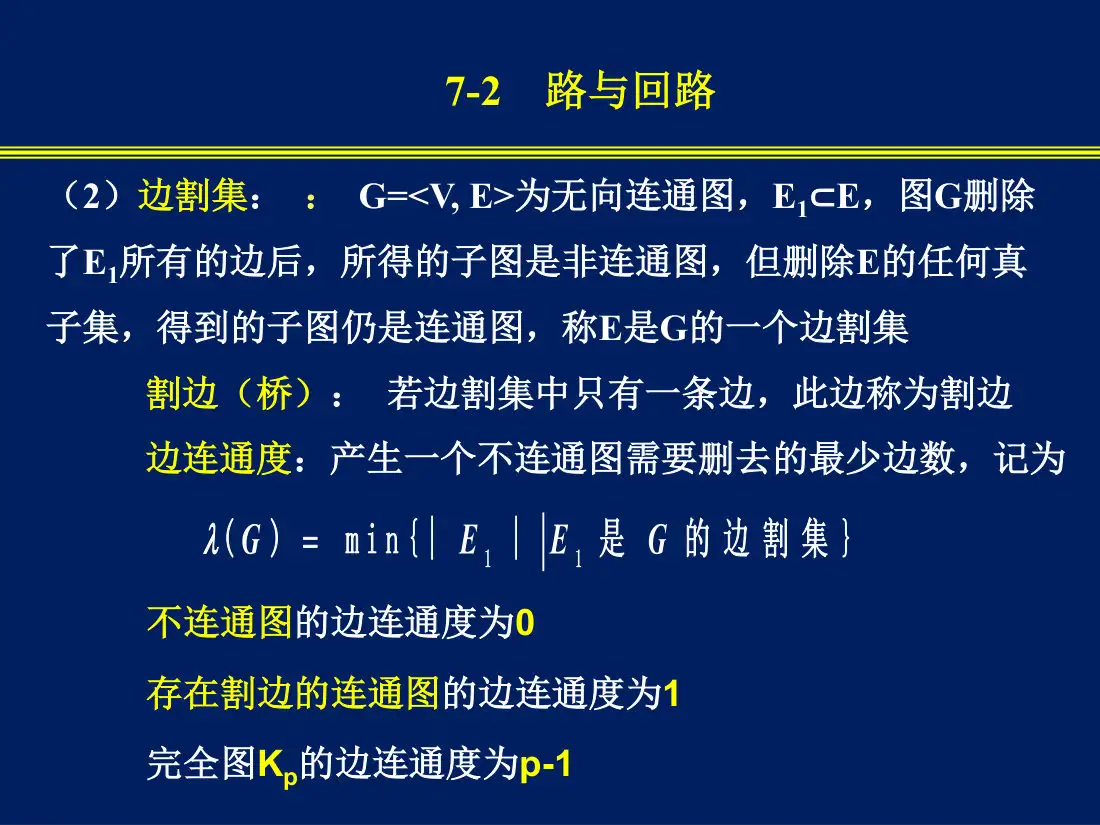 7-2 路与回路
（2）边割集： ： G=<V, E>为无向连通图，E₁⊂E，图G删除
了E₁所有的边后，所得的子图是非连通图，但删除E的任何真
子集，得到的子图仍是连通图，称E是G的一个边割集
割边（桥）： 若边割集中只有一条边，此边称为割边
边连通度：产生一个不连通图需要删去的最少边数，记为
λ(G) = min{| E₁ | |E₁ 是 G 的边割集}
不连通图的边连通度为0
存在割边的连通图的边连通度为1
完全图Kₚ的边连通度为p-1